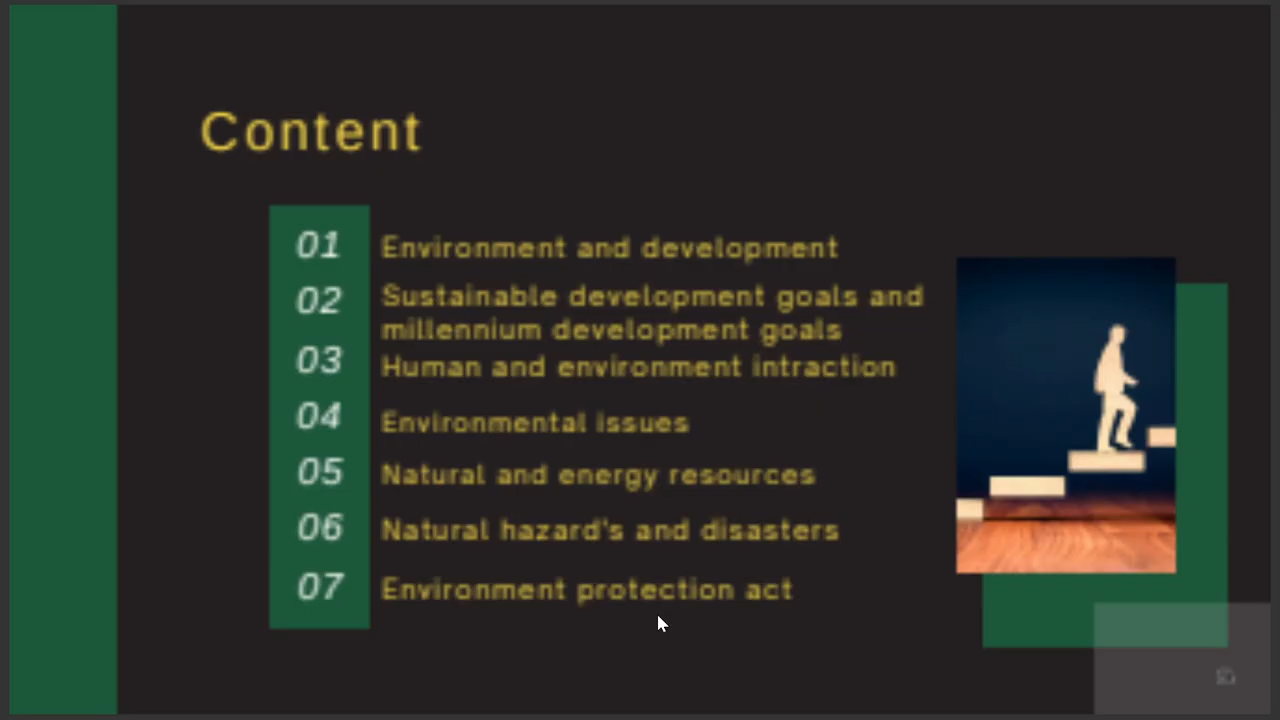 Content
01 Environment and development
02 Sustainable development goals and
millennium development goals
03 Human and environment intraction
04 Environmental issues
05 Natural and energy resources
06 Natural hazard's and disasters
07 Environment protection act